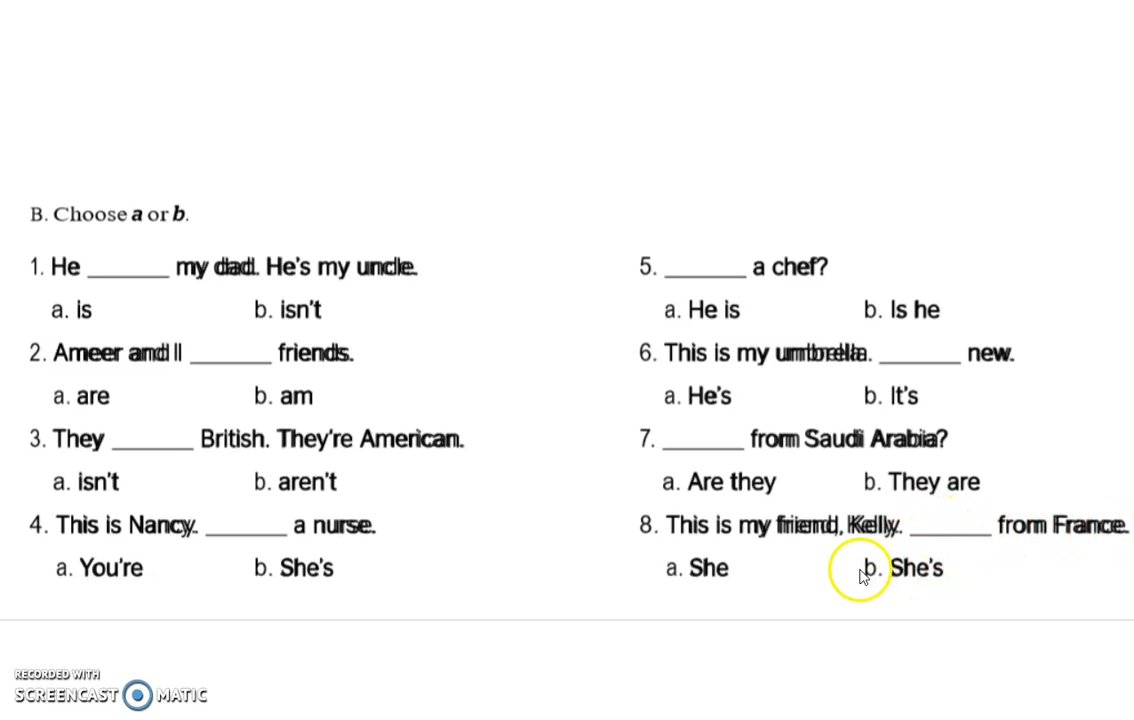 B. Choose a or b.
1. He _______ my dad. He's my uncle.
a. is b. isn't
2. Ameer and I _______ friends.
a. are b. am
3. They _______ British. They're American.
a. isn't b. aren't
4. This is Nancy. _______ a nurse.
a. You're b. She's
5. _______ a chef?
a. He is b. Is he
6. This is my umbrella. _______ new.
a. He's b. It's
7. _______ from Saudi Arabia?
a. Are they b. They are
8. This is my friend, Kelly. _______ from France.
a. She b. She's
RECORDED WITH
SCREENCAST MATIC